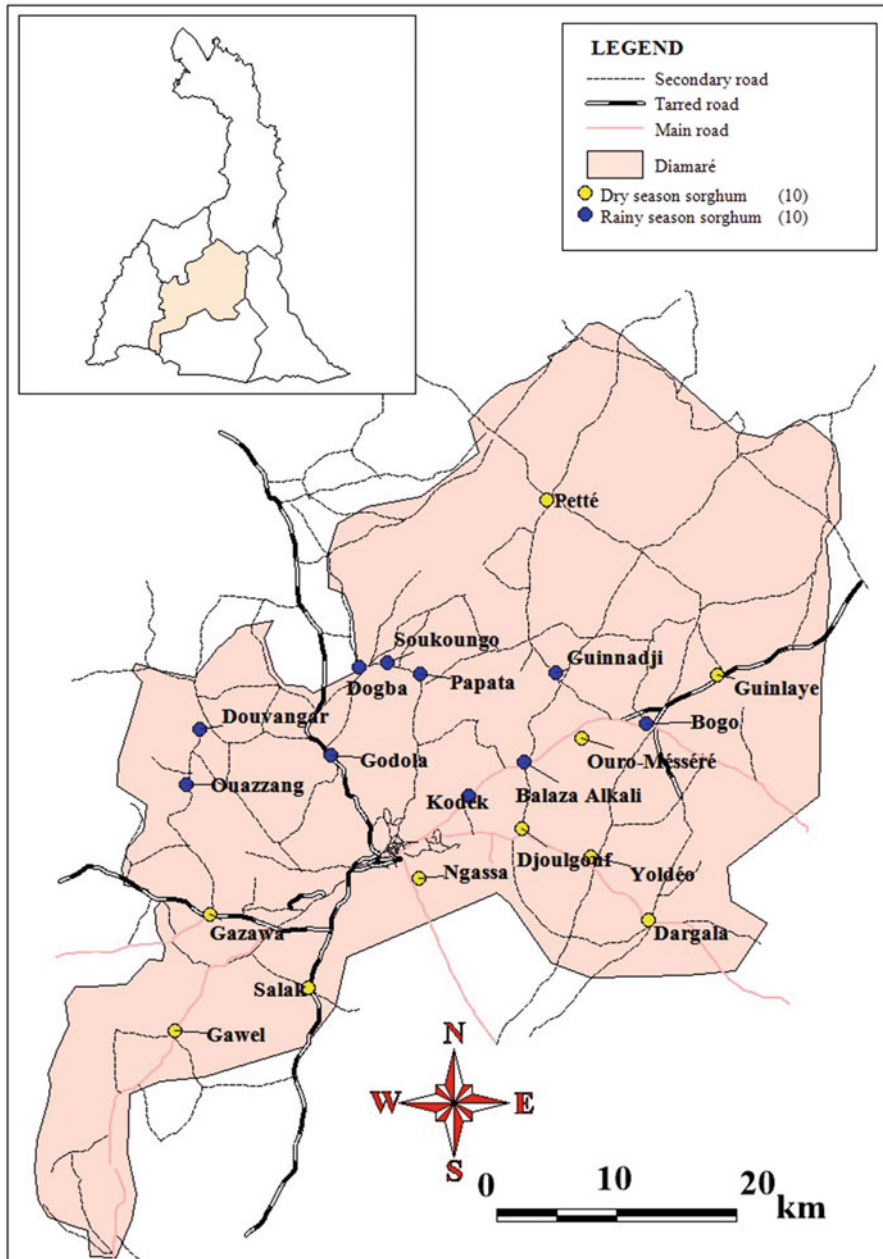 LEGEND
Secondary road
Tarred road
Main road
Diamaré
Dry season sorghum (10)
Rainy season sorghum (10)
Petté
Soukoungo
Guinnadji
Dogba
Papata
Guinlaye
Douvangar
Bogo
Godola
Ouro-Mésséré
Ouazzang
Kodek
Balaza Alkali
Djoulgonf
Ngassa
Yoldéo
Gazawa
Dargala
Salak
Gawel
N
W E
S
0 10 20
km